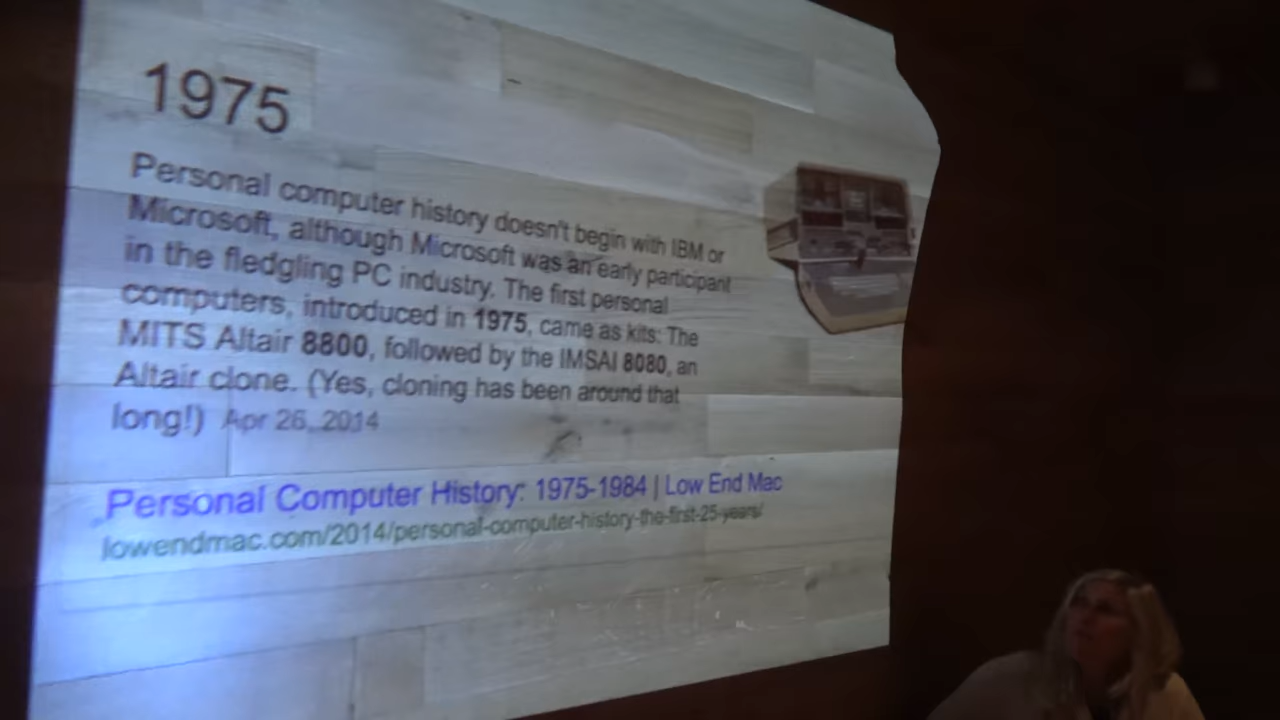 1975
Personal computer history doesn't begin with IBM or
Microsoft, although Microsoft was an early participant
in the fledgling PC industry. The first personal
computers, introduced in 1975, came as kits: The
MITS Altair 8800, followed by the IMSAI 8080, an
Altair clone. (Yes, cloning has been around that
long!) Apr 26, 2014
Personal Computer History: 1975-1984 | Low End Mac
lowendmac.com/2014/personal-computer-history-the-first-25-years/